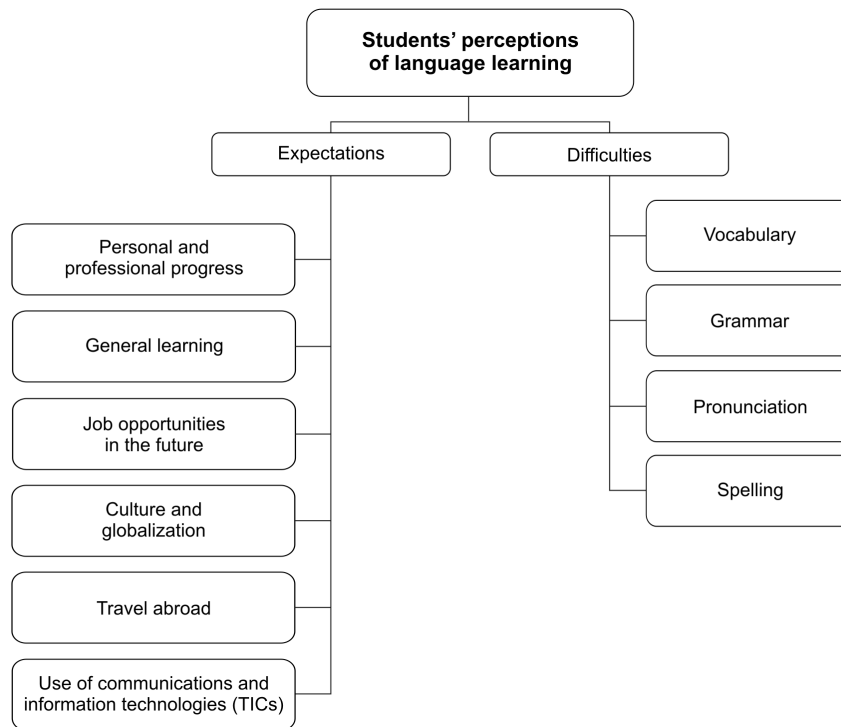 Students’ perceptions
of language learning
Expectations
Difficulties
Personal and
professional progress
General learning
Job opportunities
in the future
Culture and
globalization
Travel abroad
Use of communications and
information technologies (TICs)
Vocabulary
Grammar
Pronunciation
Spelling